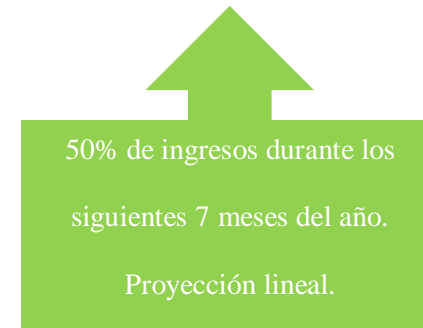 50% de ingresos durante los
siguientes 7 meses del año.
Proyección lineal.